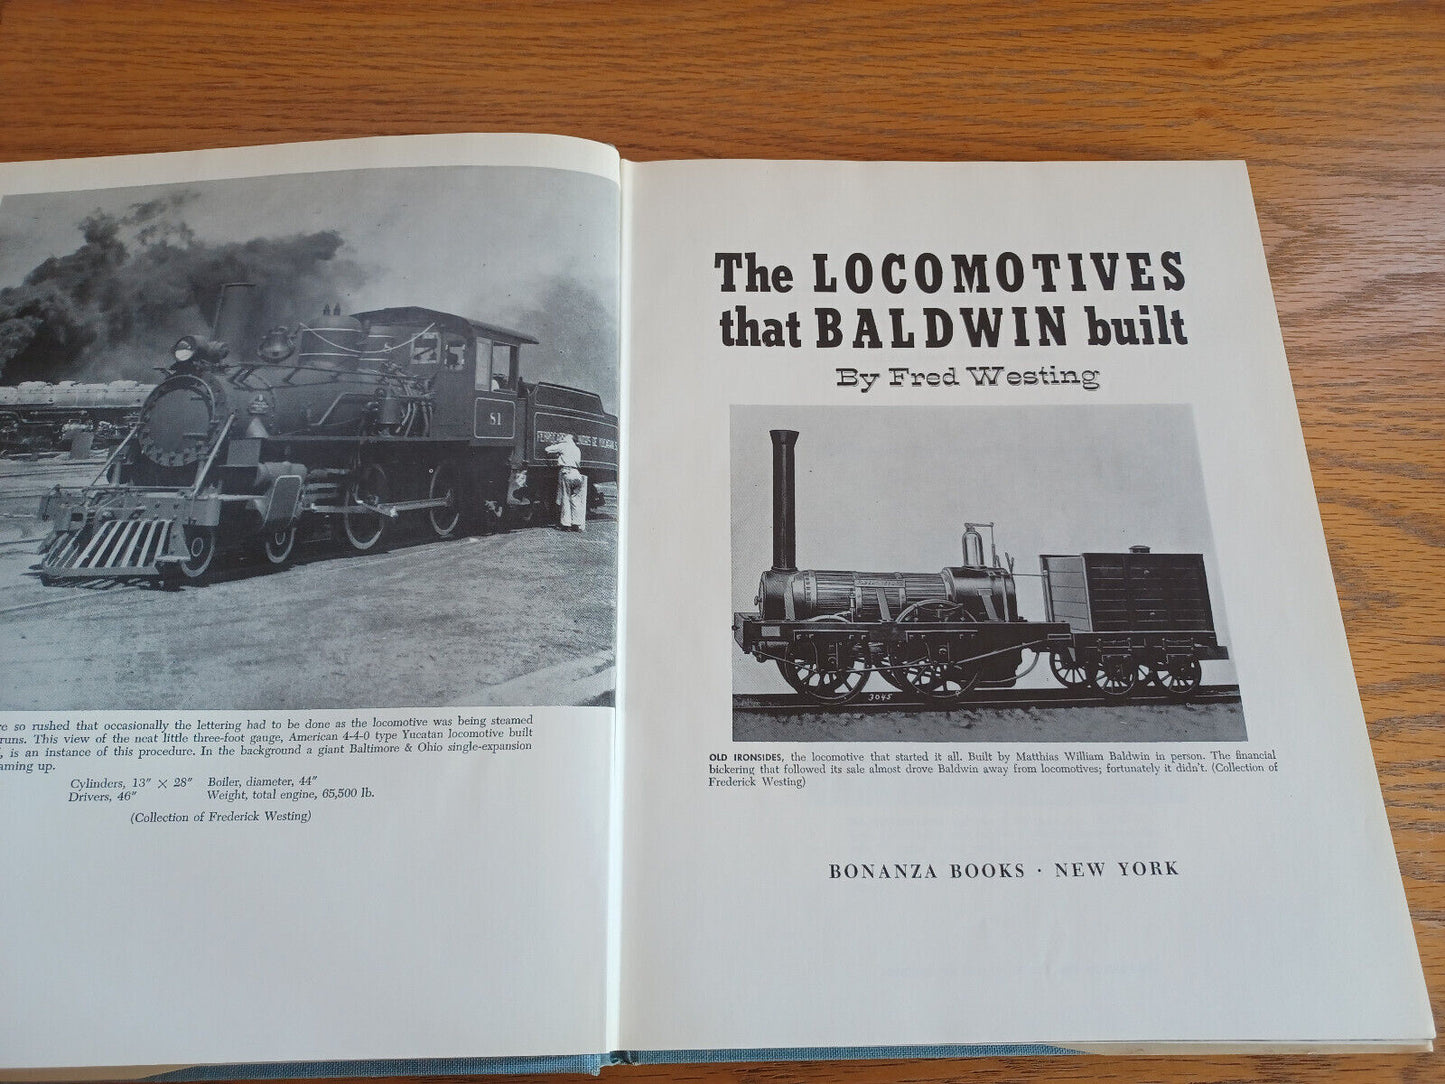 81
re so rushed that occasionally the lettering had to be done as the locomotive was being steamed
runs. This view of the neat little three-foot gauge, American 4-4-0 type Yucatan locomotive built
, is an instance of this procedure. In the background a giant Baltimore & Ohio single-expansion
aming up.
Cylinders, 13″ × 28″ Boiler, diameter, 44″
Drivers, 46″ Weight, total engine, 65,500 lb.
(Collection of Frederick Westing)
The LOCOMOTIVES
that BALDWIN built
By Fred Westing
3045
OLD IRONSIDES, the locomotive that started it all. Built by Matthias William Baldwin in person. The financial
bickering that followed its sale almost drove Baldwin away from locomotives; fortunately it didn't. (Collection of
Frederick Westing)
BONANZA BOOKS · NEW YORK